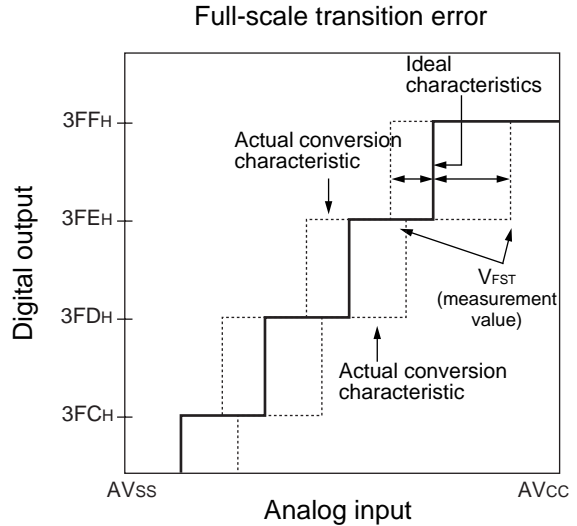 Full-scale transition error
Ideal
characteristics
3FFH
Actual conversion
characteristic
3FEH
Digital output
VFST
(measurement
value)
3FDH
Actual conversion
characteristic
3FCH
AVSS
AVCC
Analog input